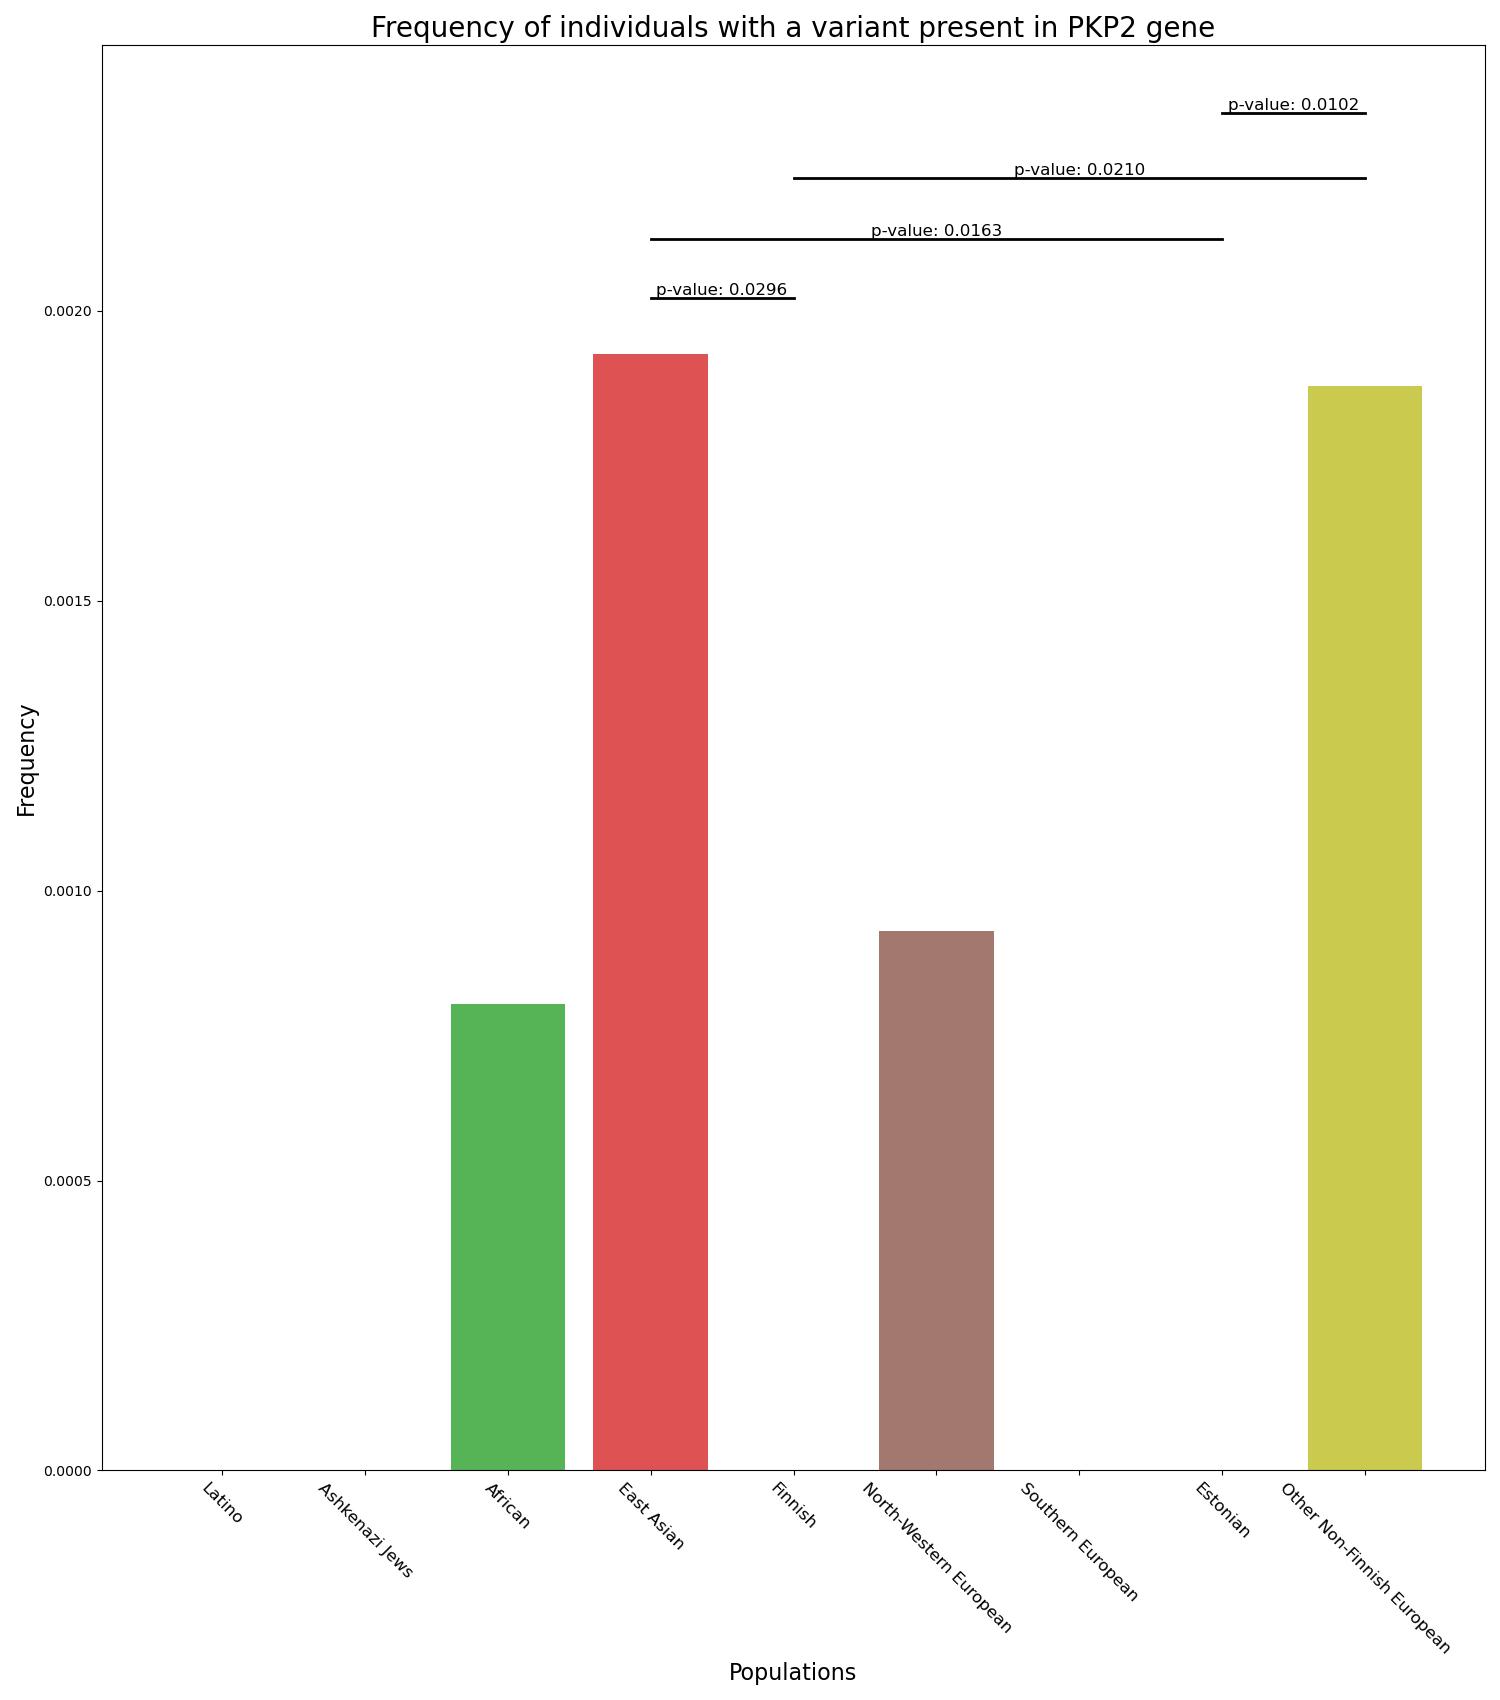 Frequency of individuals with a variant present in PKP2 gene
p-value: 0.0102
p-value: 0.0210
p-value: 0.0163
p-value: 0.0296
0.0020
0.0015
0.0010
0.0005
0.0000
Frequency
Latino
Ashkenazi Jews
African
East Asian
Finnish
North-Western European
Southern European
Estonian
Other Non-Finnish European
Populations